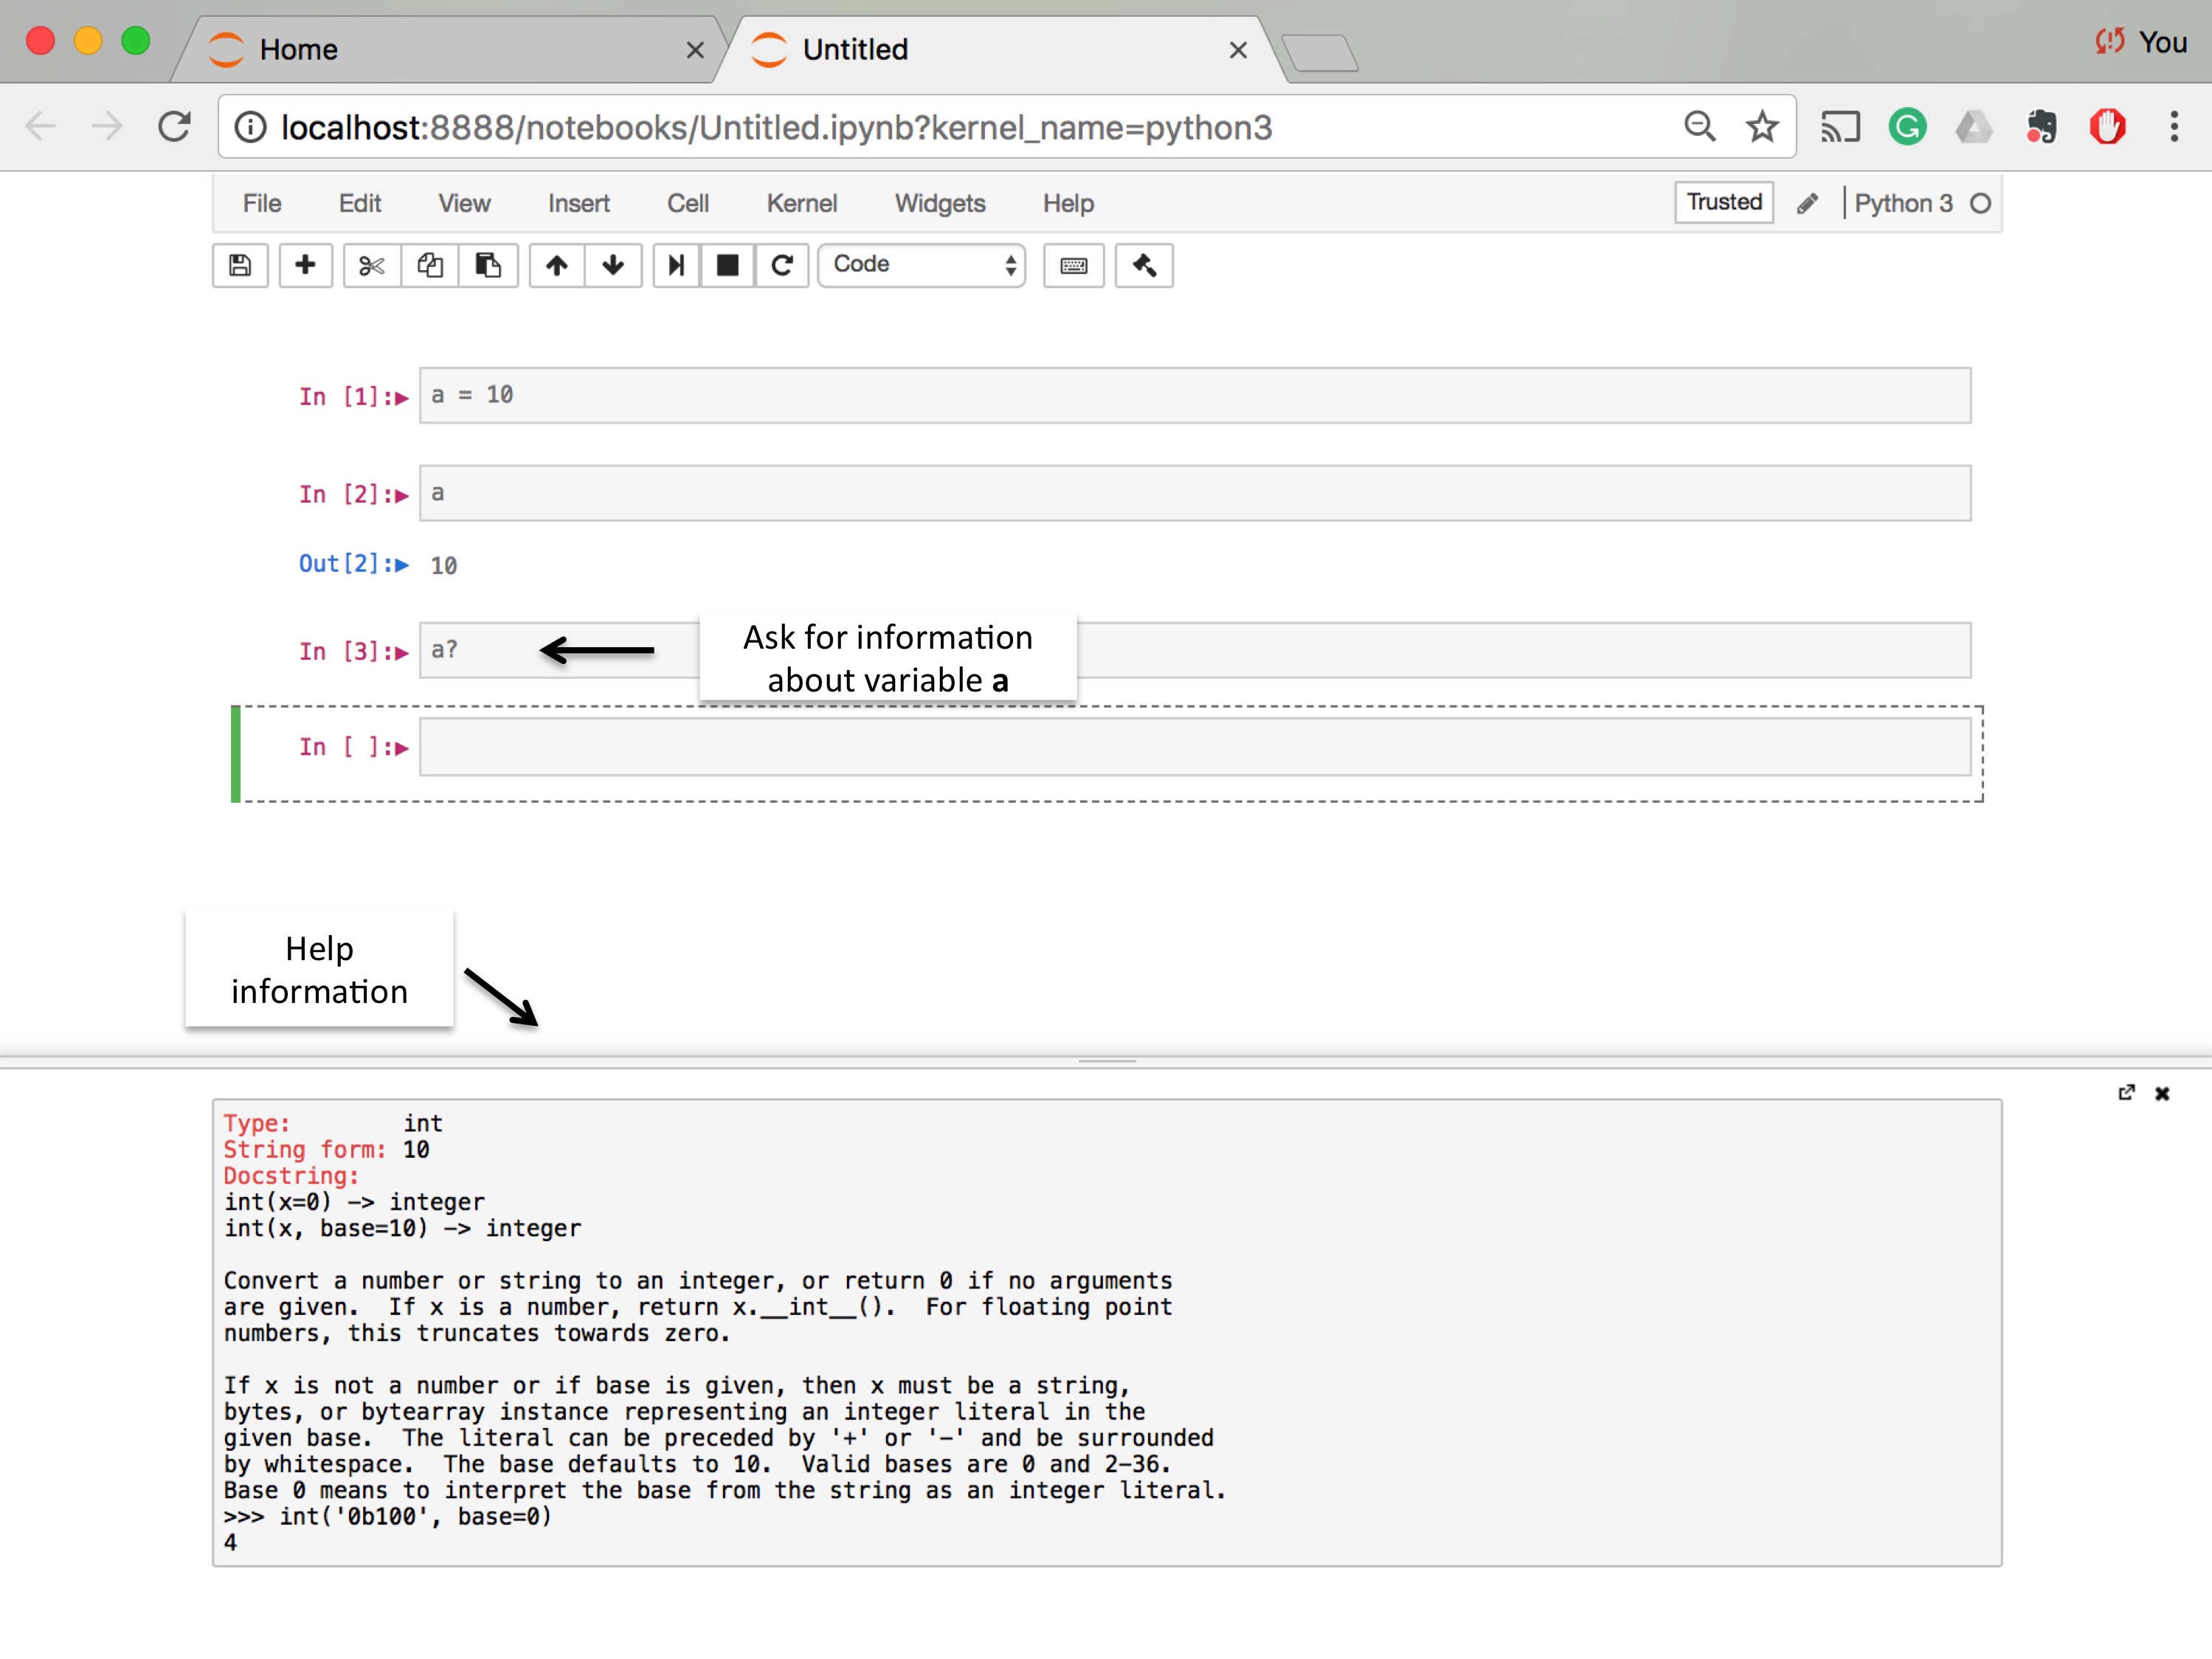 Home
Untitled
You
localhost:8888/notebooks/Untitled.ipynb?kernel_name=python3
File Edit View Insert Cell Kernel Widgets Help Trusted Python 3
Code
In [1]: a = 10
In [2]: a
Out[2]: 10
In [3]: a?
Ask for information
about variable a
In [ ]:
Help
information
Type: int
String form: 10
Docstring:
int(x=0) -> integer
int(x, base=10) -> integer
Convert a number or string to an integer, or return 0 if no arguments
are given.  If x is a number, return x.__int__().  For floating point
numbers, this truncates towards zero.
If x is not a number or if base is given, then x must be a string,
bytes, or bytearray instance representing an integer literal in the
given base.  The literal can be preceded by '+' or '-' and be surrounded
by whitespace.  The base defaults to 10.  Valid bases are 0 and 2-36.
Base 0 means to interpret the base from the string as an integer literal.
>>> int('0b100', base=0)
4